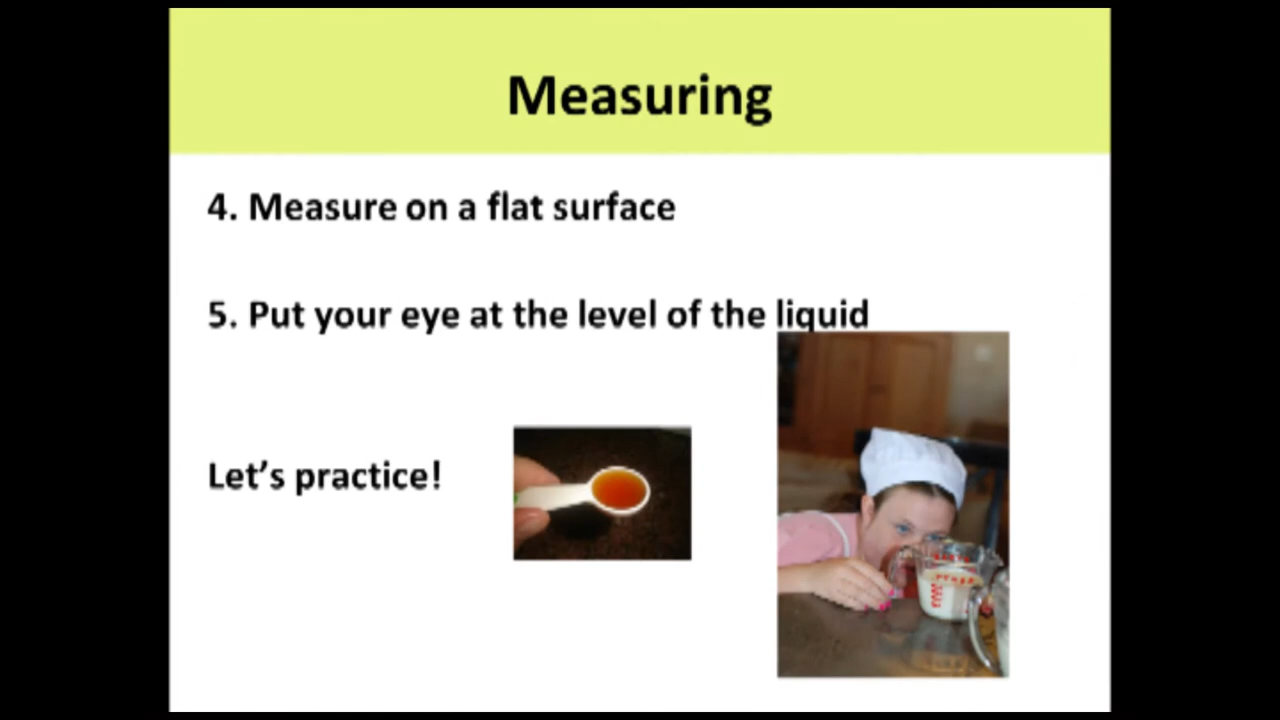 Measuring
4. Measure on a flat surface
5. Put your eye at the level of the liquid
Let’s practice!